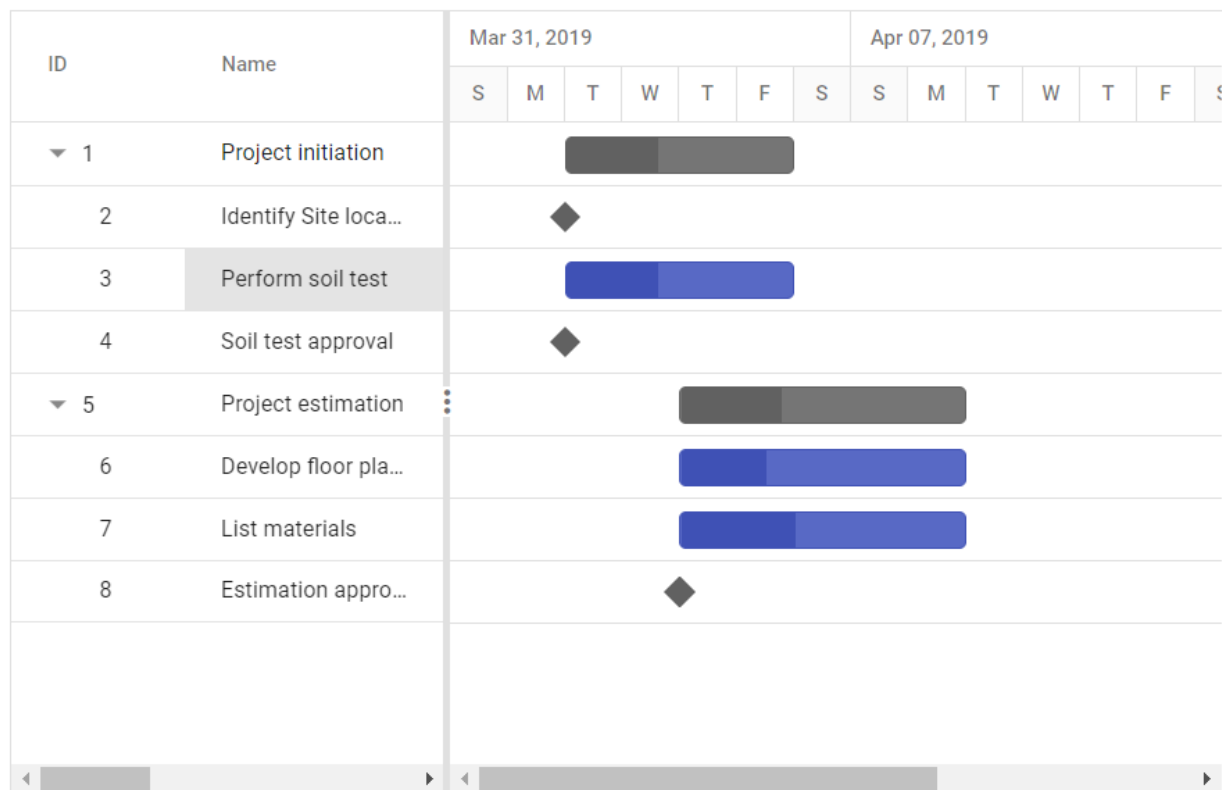 ID Name Mar 31, 2019 Apr 07, 2019
S M T W T F S S M T W T F S
1 Project initiation
2 Identify Site loca...
3 Perform soil test
4 Soil test approval
5 Project estimation
6 Develop floor pla...
7 List materials
8 Estimation appro...